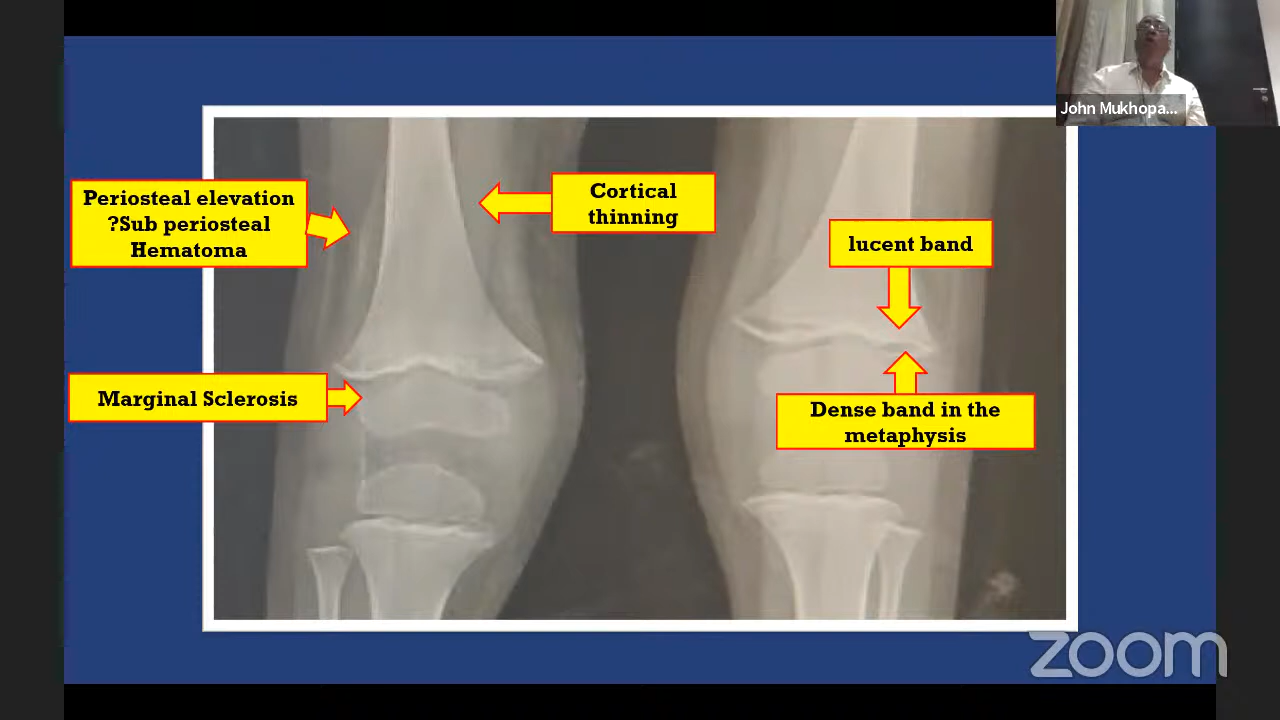 John Mukhopa...
Periosteal elevation
?Sub periosteal
Hematoma
Cortical
thinning
lucent band
Marginal Sclerosis
Dense band in the
metaphysis
zoom